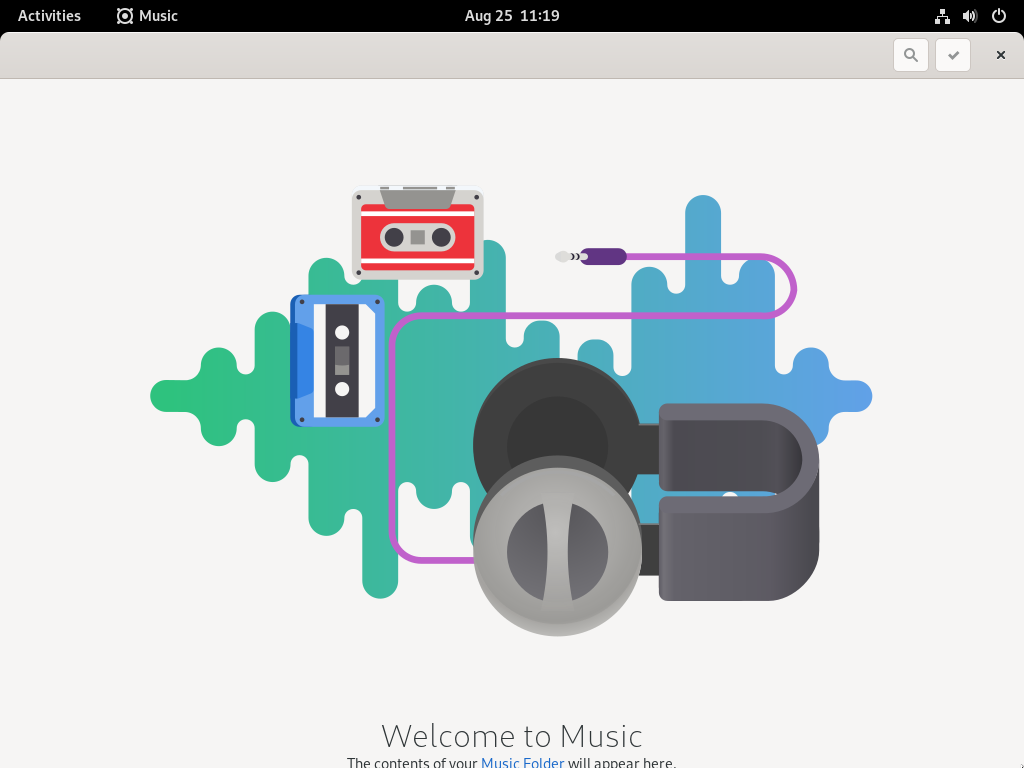 Activities
Music
Aug 25 11:19
Welcome to Music
The contents of your Music Folder will appear here.